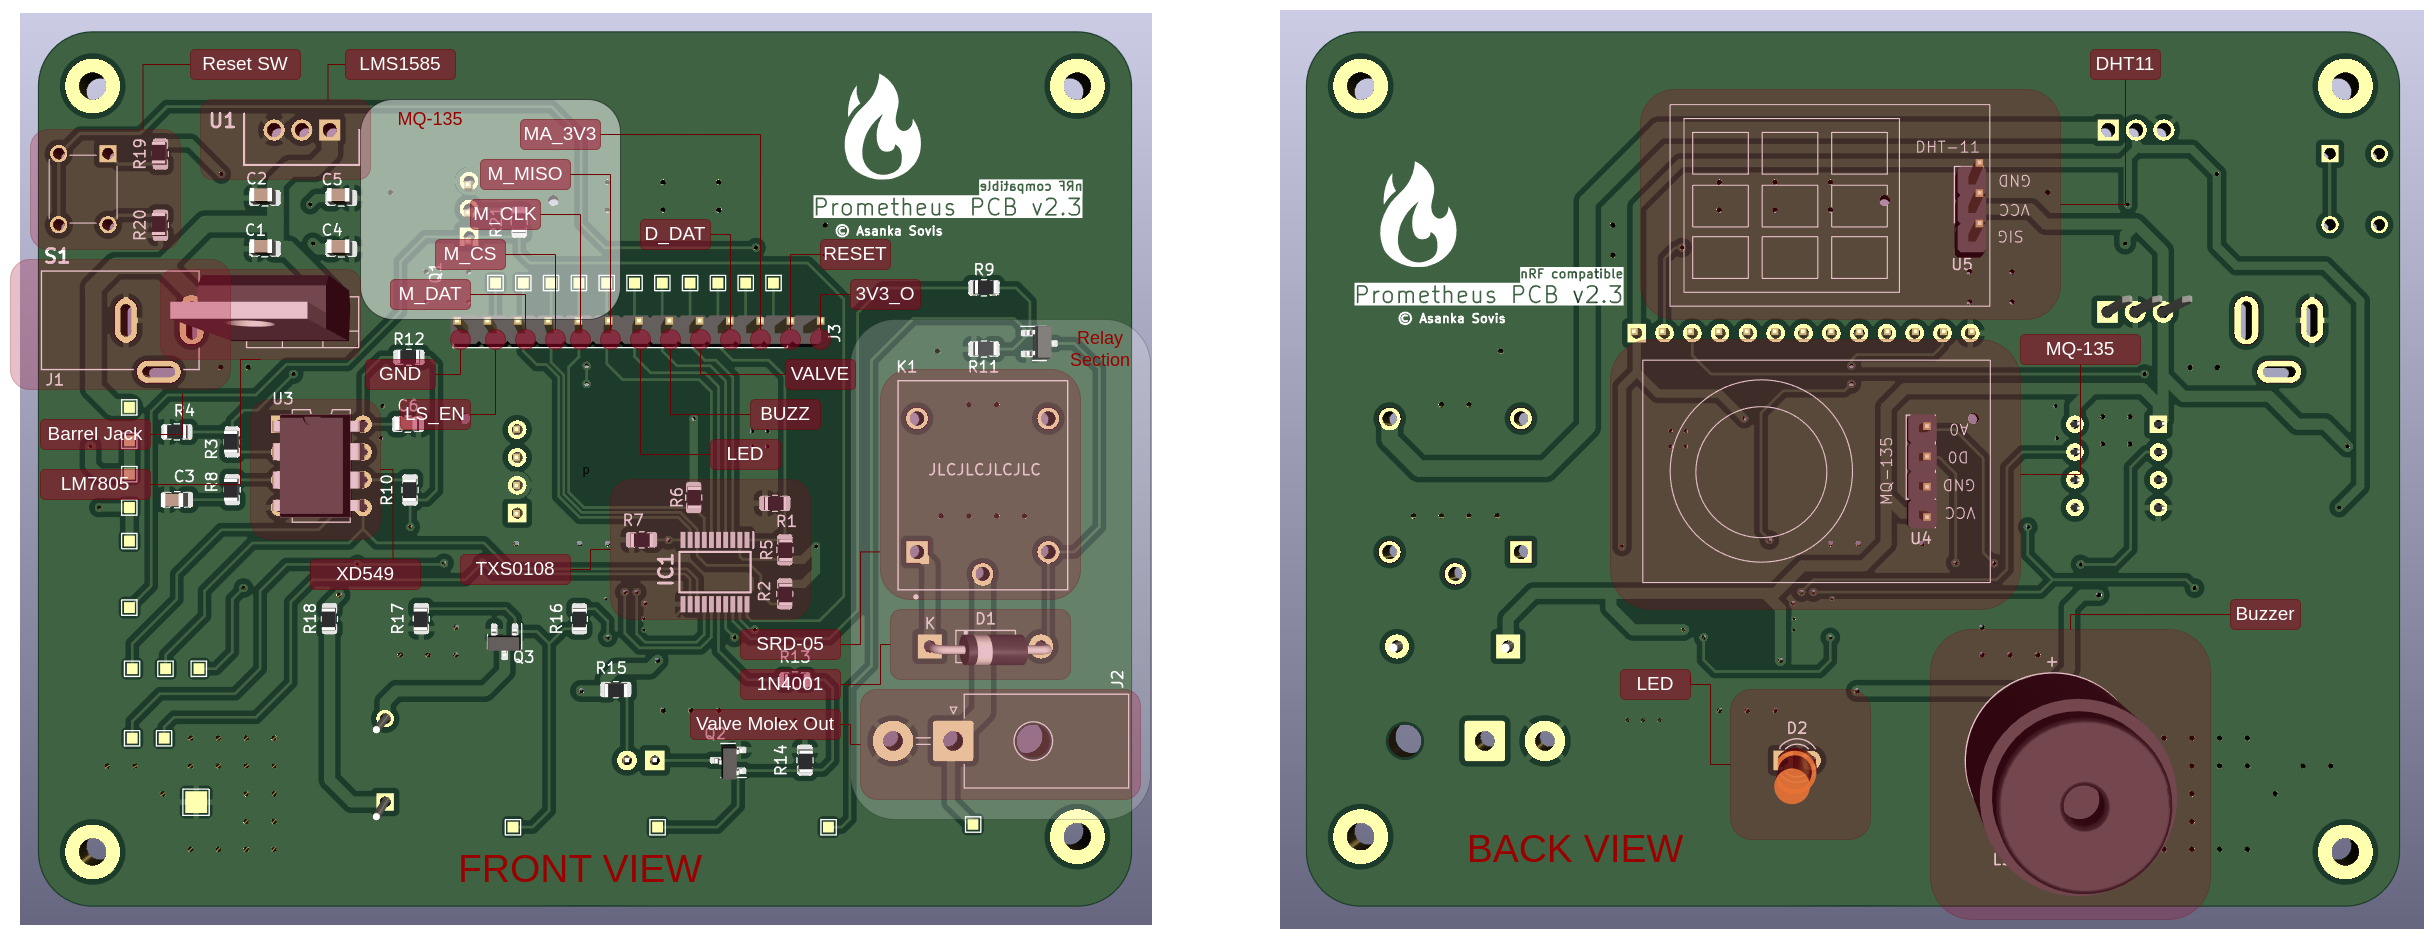 Reset SW
LMS1585
U1
MQ-135
MA_3V3
R19
C2
C5
M_MISO
nRF compatible
Prometheus PCB v2.3
© Asanka Sovis
R20
C1
C4
R21
M_CLK
D_DAT
M_CS
RESET
S1
Q1
M_DAT
3V3_O
R9
J3
R12
J1
GND
VALVE
R11
Relay
Section
K1
U3
R4
C6
LS_EN
BUZZ
Barrel Jack
R3
LED
LM7805
C3
R8
R10
p
JLCJLCJLCJLC
R6
R7
R1
R5
IC1
R2
XD549
TXS0108
R18
R17
R16
Q3
SRD-05
K
D1
R13
R15
1N4001
J2
Valve Molex Out
Q2
R14
FRONT VIEW
DHT11
DHT-11
GND
VCC
SIG
U5
nRF compatible
Prometheus PCB v2.3
© Asanka Sovis
MQ-135
MQ-135
A0
D0
GND
VCC
U4
Buzzer
LED
+
D2
BACK VIEW